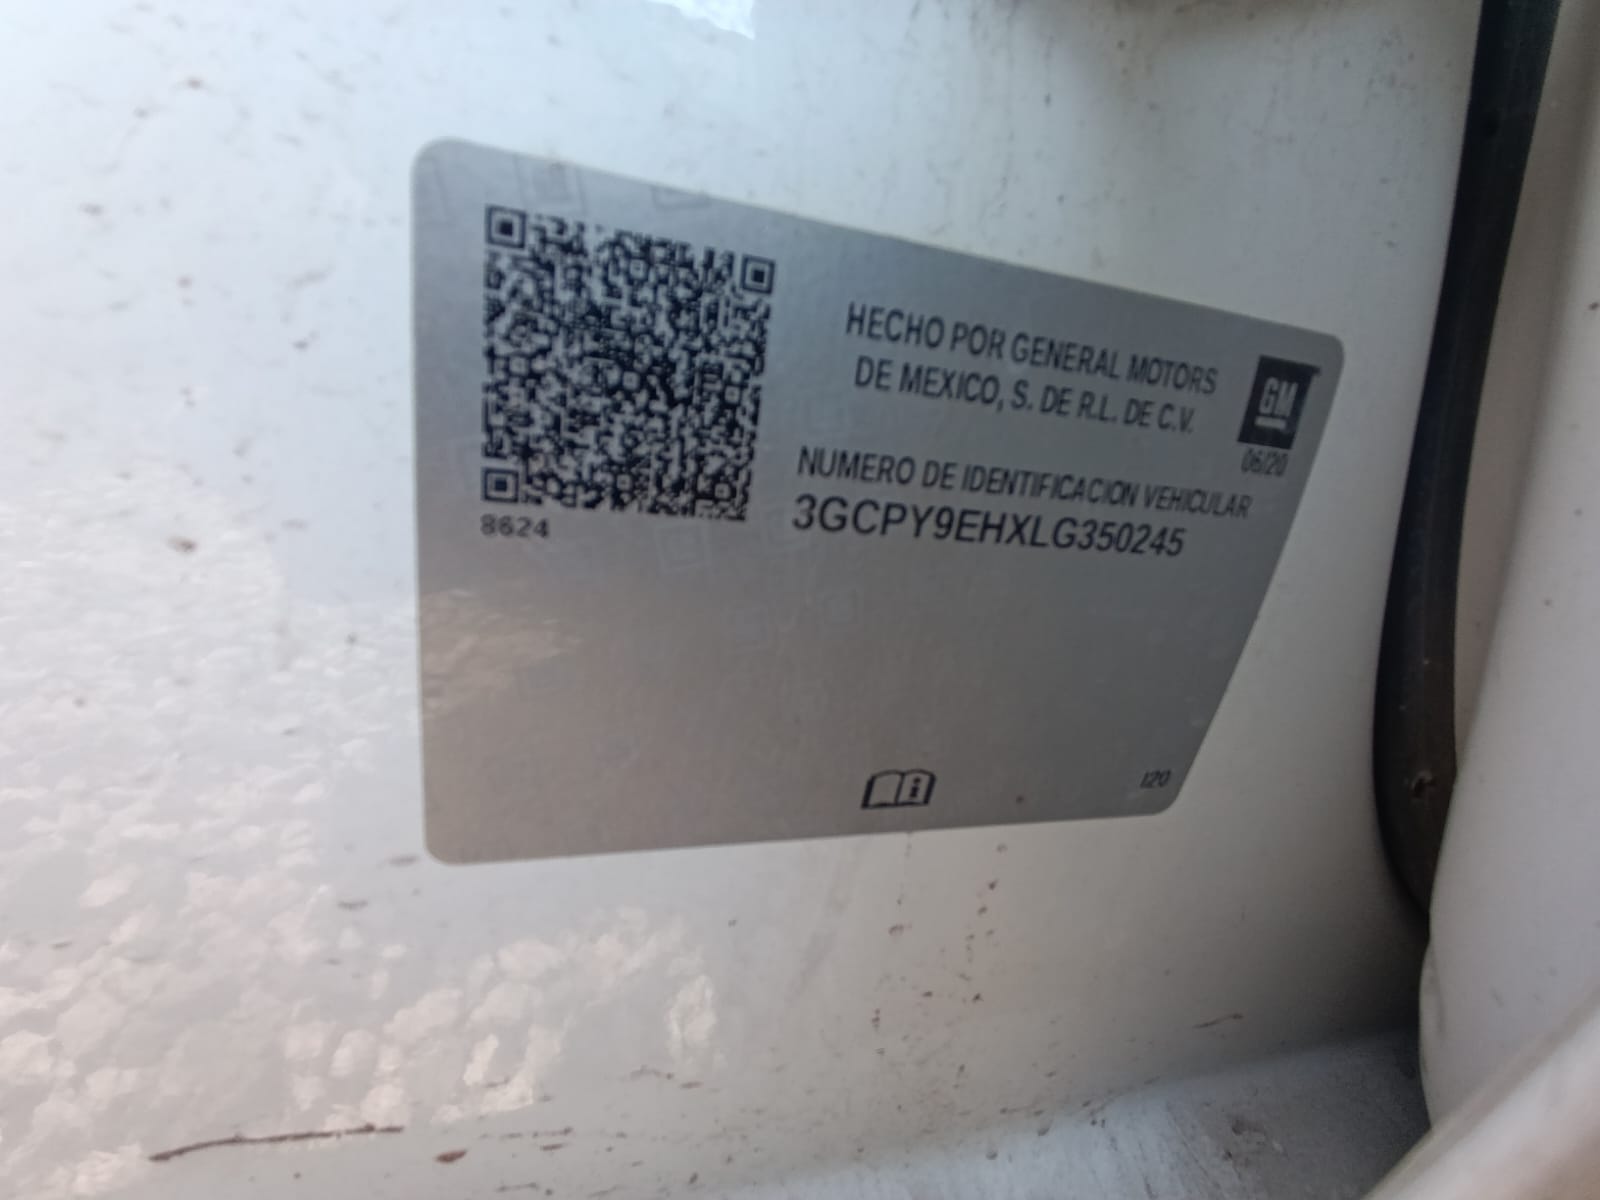 HECHO POR GENERAL MOTORS
DE MEXICO, S. DE R.L. DE C.V.
GM
06/20
NUMERO DE IDENTIFICACION VEHICULAR
3GCPY9EHXLG350245
8624
i
I20